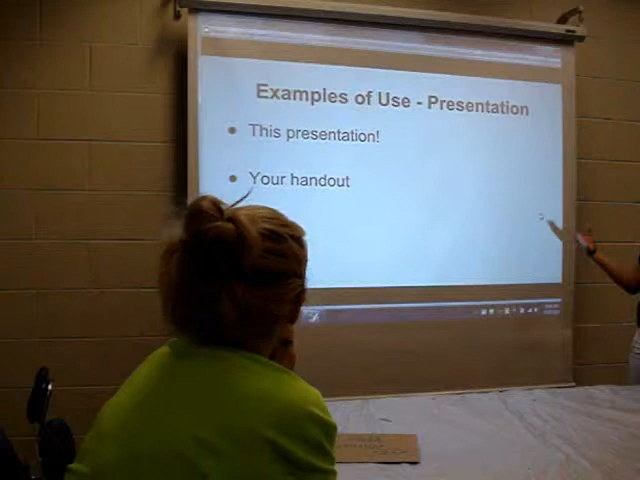 Examples of Use - Presentation
This presentation!
Your handout